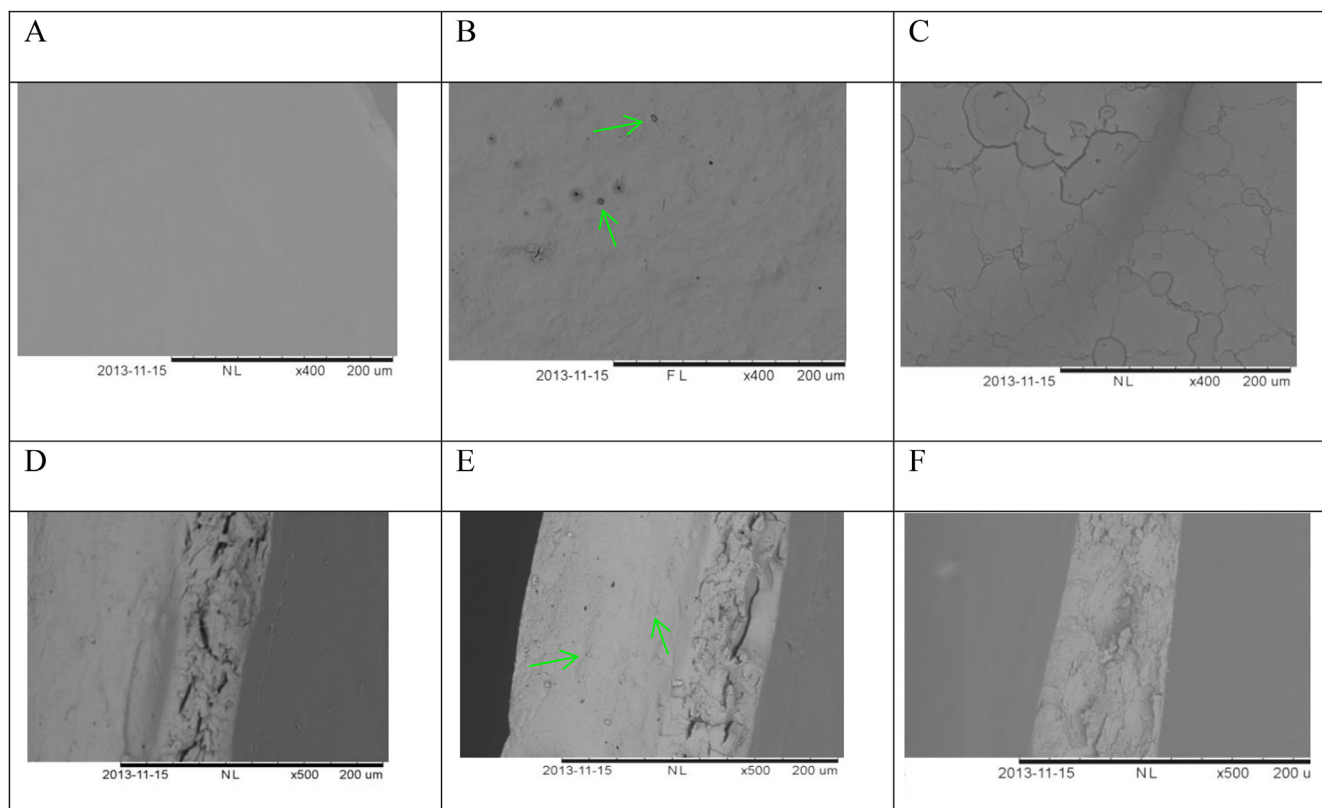 A
B
C
2013-11-15 NL x400 200 um
2013-11-15 FL x400 200 um
2013-11-15 NL x400 200 um
D
E
F
2013-11-15 NL x500 200 um
2013-11-15 NL x500 200 um
2013-11-15 NL x500 200 u